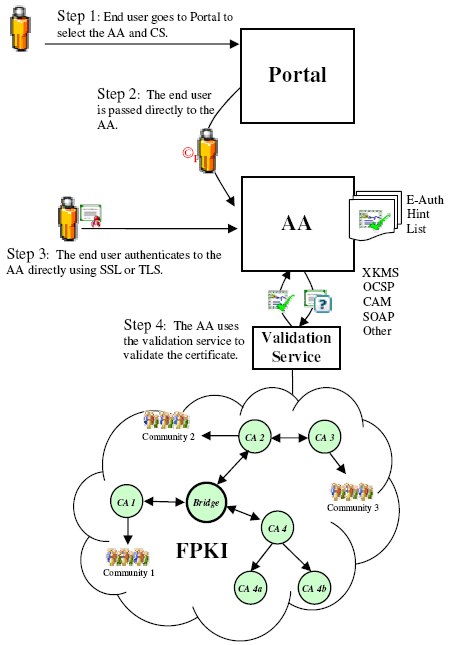 Step 1: End user goes to Portal to
select the AA and CS.
Portal
Step 2: The end user
is passed directly to the
AA.
©P
AA
E-Auth
Hint
List
Step 3: The end user authenticates to the
AA directly using SSL or TLS.
XKMS
OCSP
CAM
SOAP
Other
Step 4: The AA uses
the validation service to
validate the certificate.
Validation
Service
Community 2
CA 2
CA 3
CA 1
Bridge
Community 3
CA 4
FPKI
Community 1
CA 4a
CA 4b